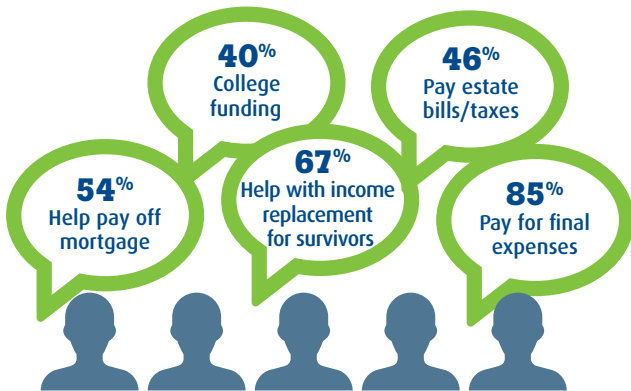 40%
College
funding
46%
Pay estate
bills/taxes
54%
Help pay off
mortgage
67%
Help with income
replacement
for survivors
85%
Pay for final
expenses